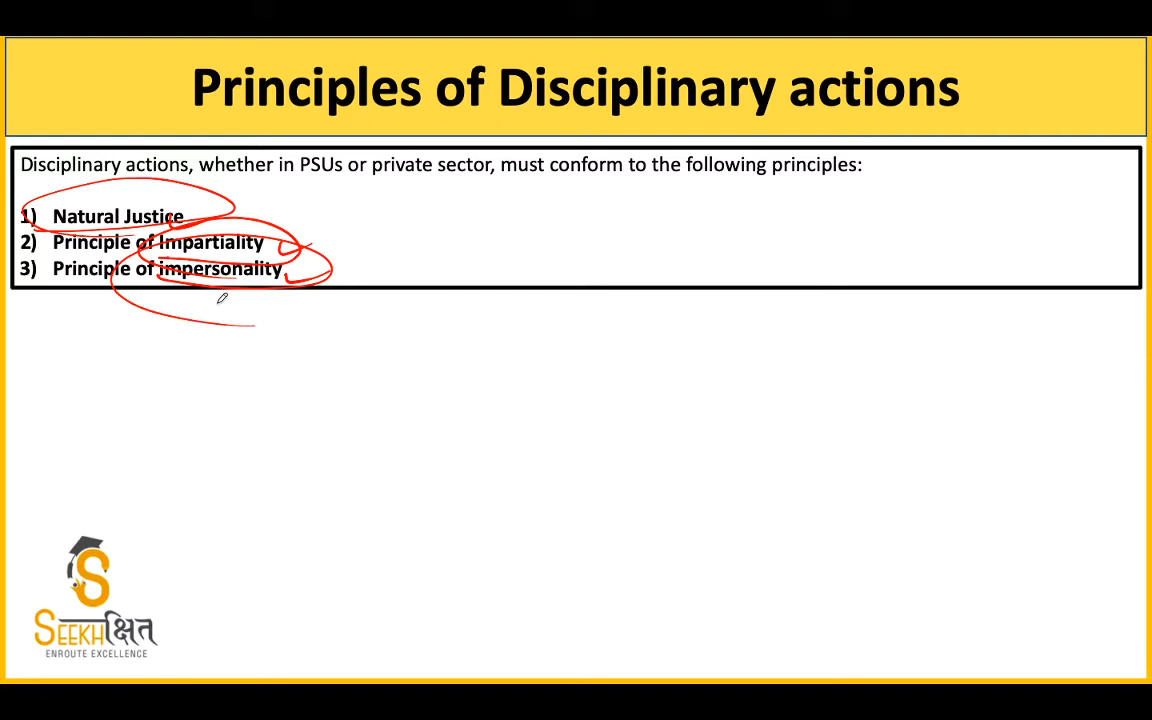 Principles of Disciplinary actions
Disciplinary actions, whether in PSUs or private sector, must conform to the following principles:
1) Natural Justice
2) Principle of Impartiality
3) Principle of impersonality
SEEKHक्षित
ENROUTE EXCELLENCE